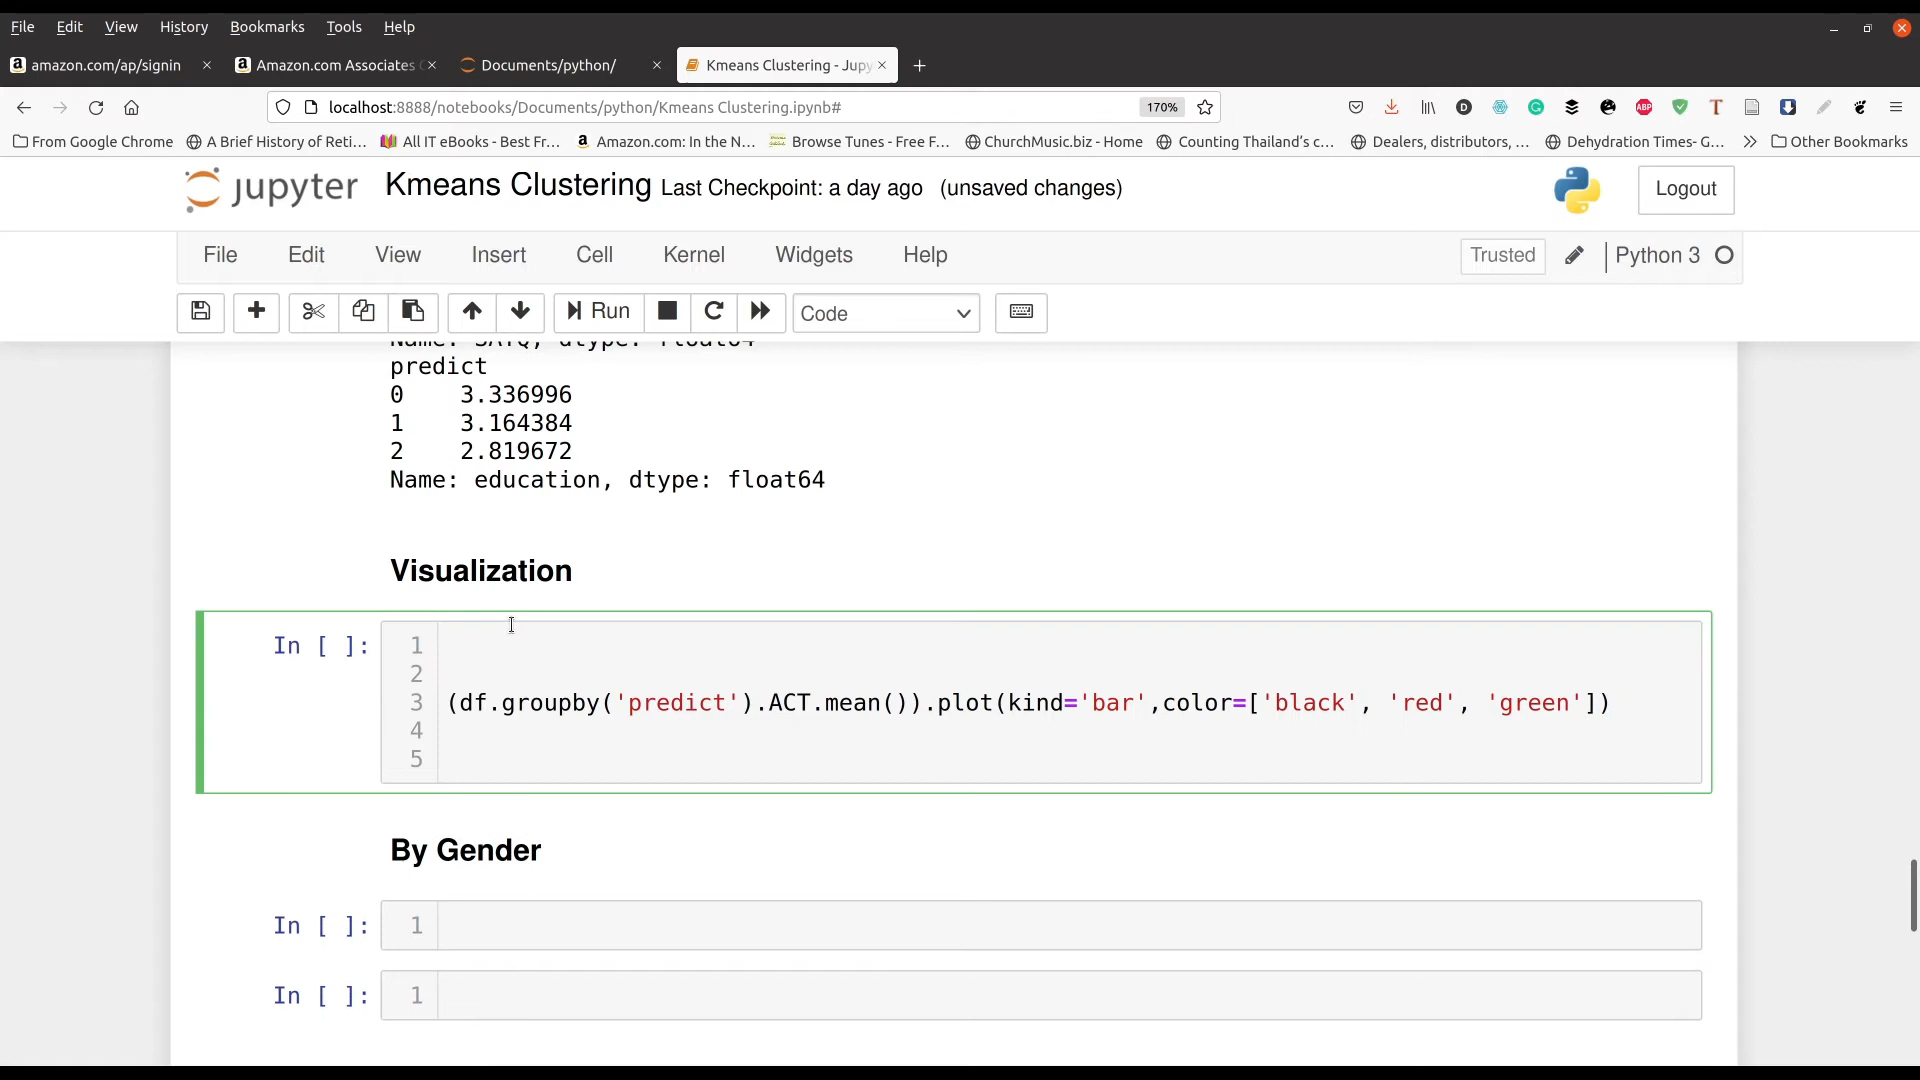 File Edit View History Bookmarks Tools Help
amazon.com/ap/signin Amazon.com Associates Documents/python/ Kmeans Clustering - Jupy
localhost:8888/notebooks/Documents/python/Kmeans Clustering.ipynb# 170%
From Google Chrome A Brief History of Reti... All IT eBooks - Best Fr... Amazon.com: In the N... Browse Tunes - Free F... ChurchMusic.biz - Home Counting Thailand’s c... Dealers, distributors, ... Dehydration Times- G... Other Bookmarks
jupyter Kmeans Clustering Last Checkpoint: a day ago (unsaved changes) Logout
File Edit View Insert Cell Kernel Widgets Help Trusted Python 3
Run Code
Name: SATQ, dtype: float64
predict
0 3.336996
1 3.164384
2 2.819672
Name: education, dtype: float64
Visualization
In [ ]: 1
2
3 (df.groupby('predict').ACT.mean()).plot(kind='bar',color=['black', 'red', 'green'])
4
5
By Gender
In [ ]: 1
In [ ]: 1